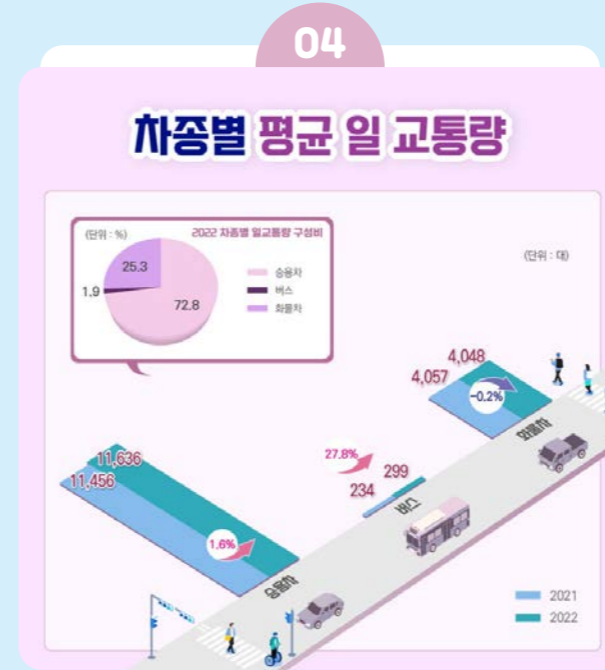 04
차종별 평균 일 교통량
(단위 : %)
2022 차종별 일교통량 구성비
25.3
1.9
72.8
승용차
버스
화물차
(단위 : 대)
4,048
4,057
-0.2%
화물차
27.8%
299
234
버스
11,636
11,456
1.6%
승용차
2021
2022